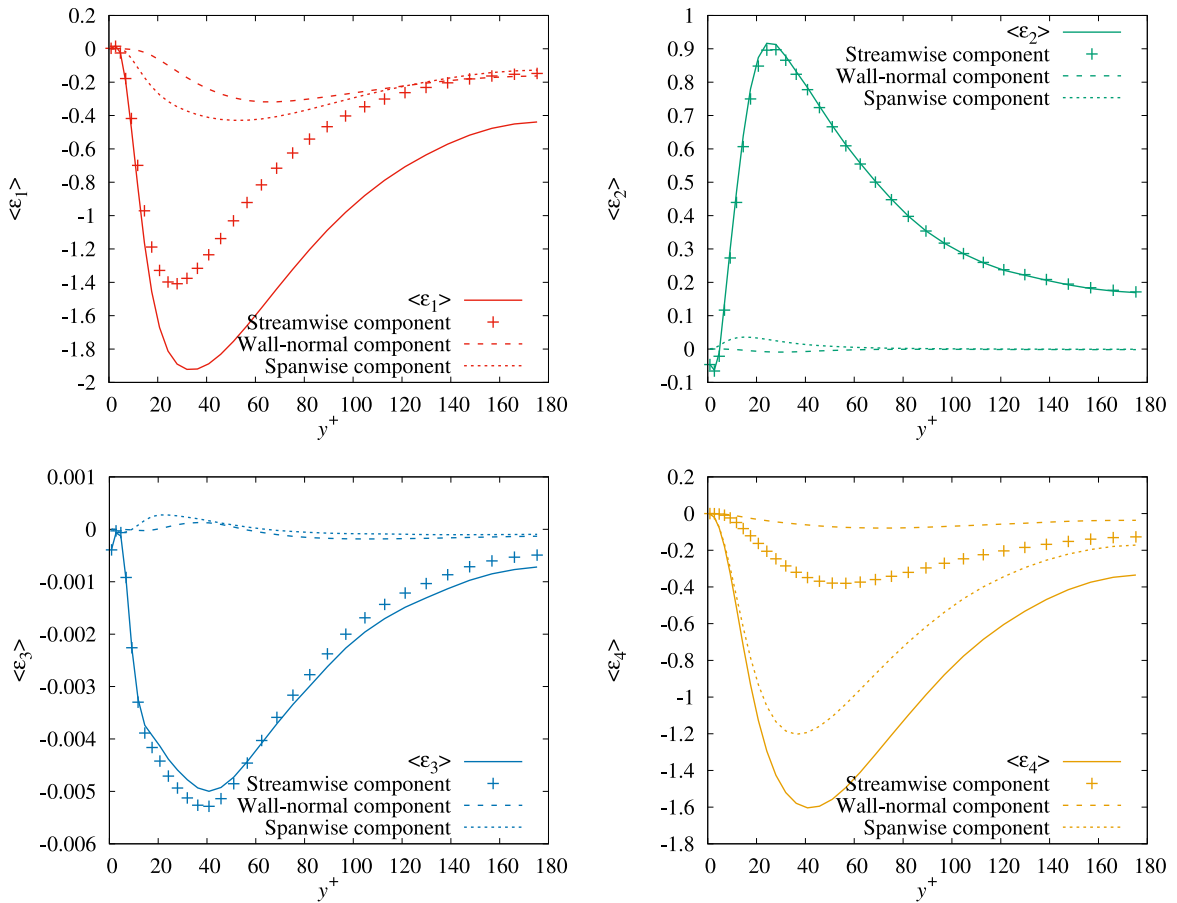 0.2
0
-0.2
-0.4
-0.6
-0.8
-1
-1.2
-1.4
-1.6
-1.8
-2
<ε1>
<ε1>
Streamwise component
Wall-normal component
Spanwise component
0 20 40 60 80 100 120 140 160 180
y+
1
0.9
0.8
0.7
0.6
0.5
0.4
0.3
0.2
0.1
0
-0.1
<ε2>
<ε2>
Streamwise component
Wall-normal component
Spanwise component
0 20 40 60 80 100 120 140 160 180
y+
0.001
0
-0.001
-0.002
-0.003
-0.004
-0.005
-0.006
<ε3>
<ε3>
Streamwise component
Wall-normal component
Spanwise component
0 20 40 60 80 100 120 140 160 180
y+
0.2
0
-0.2
-0.4
-0.6
-0.8
-1
-1.2
-1.4
-1.6
-1.8
<ε4>
<ε4>
Streamwise component
Wall-normal component
Spanwise component
0 20 40 60 80 100 120 140 160 180
y+